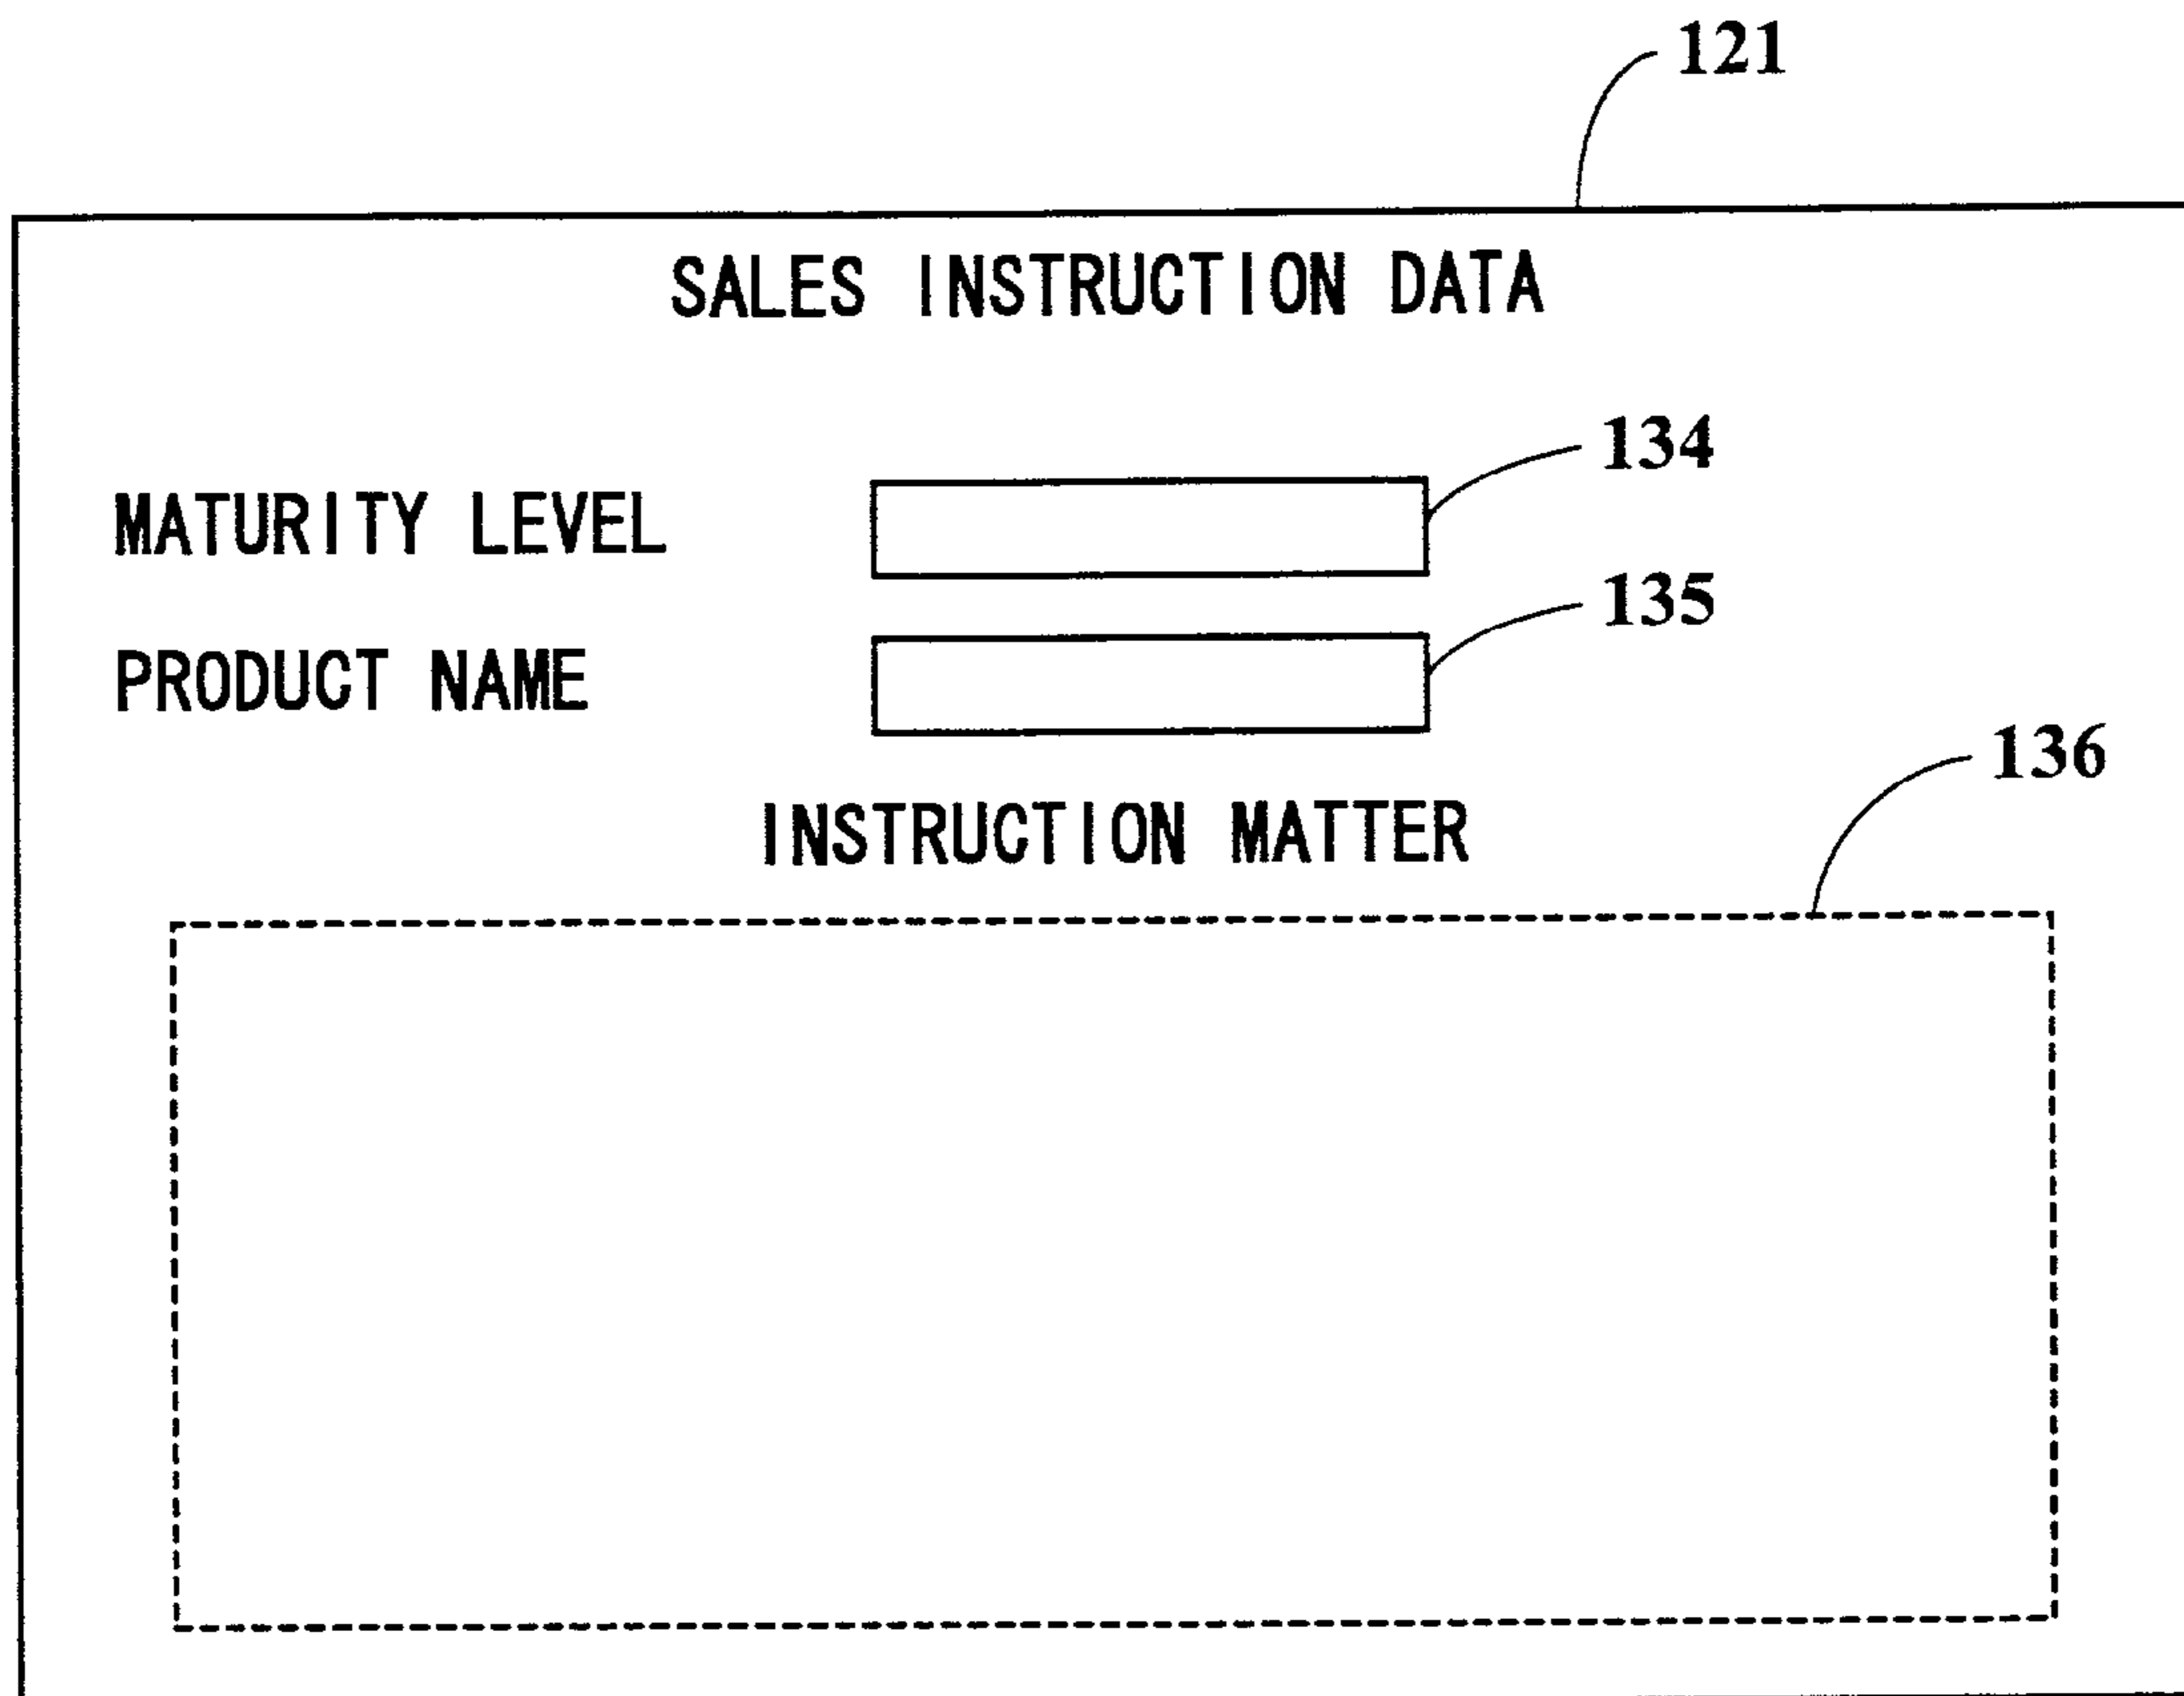 121
SALES INSTRUCTION DATA
134
MATURITY LEVEL
135
PRODUCT NAME
136
INSTRUCTION MATTER